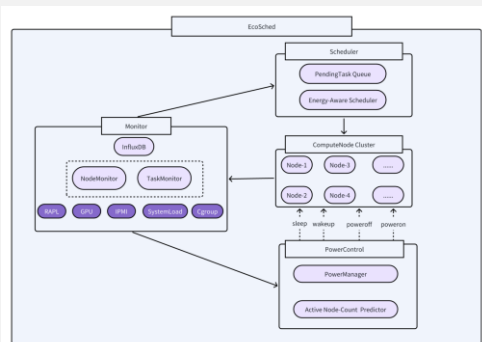 EcoSched
Scheduler
PendingTask Queue
Energy-Aware Scheduler
Monitor
InfluxDB
NodeMonitor TaskMonitor
RAPL GPU IPMI SystemLoad Cgroup
ComputeNode Cluster
Node-1 Node-3 ......
Node-2 Node-4 ......
sleep wakeup poweroff poweron
PowerControl
PowerManager
Active Node-Count Predictor